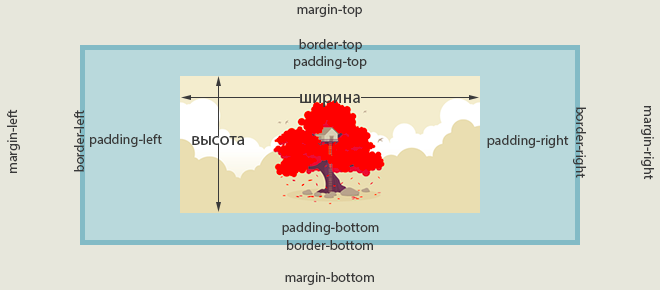 margin-top
border-top
padding-top
ширина
margin-left
border-left
padding-left
высота
padding-right
border-right
margin-right
padding-bottom
border-bottom
margin-bottom